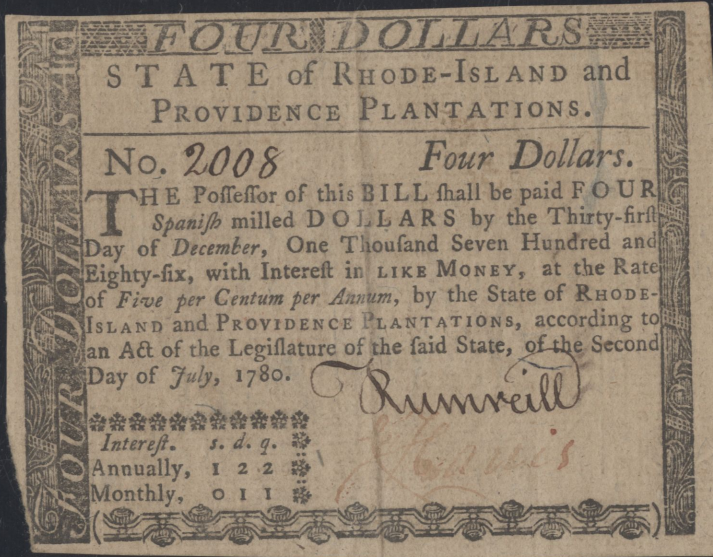 FOUR DOLLARS
FOUR DOLLARS
STATE of RHODE-ISLAND and
PROVIDENCE PLANTATIONS.
No. 2008 Four Dollars.
THE Poſſeſſor of this BILL ſhall be paid FOUR
Spaniſh milled DOLLARS by the Thirty-firſt
Day of December, One Thouſand Seven Hundred and
Eighty-ſix, with Intereſt in LIKE MONEY, at the Rate
of Five per Centum per Annum, by the State of RHODE-
ISLAND and PROVIDENCE PLANTATIONS, according to
an Act of the Legiſlature of the ſaid State, of the Second
Day of July, 1780.
Rumreill
Intereſt. s. d. q.
Annually, 1 2 2
Monthly, 0 1 1